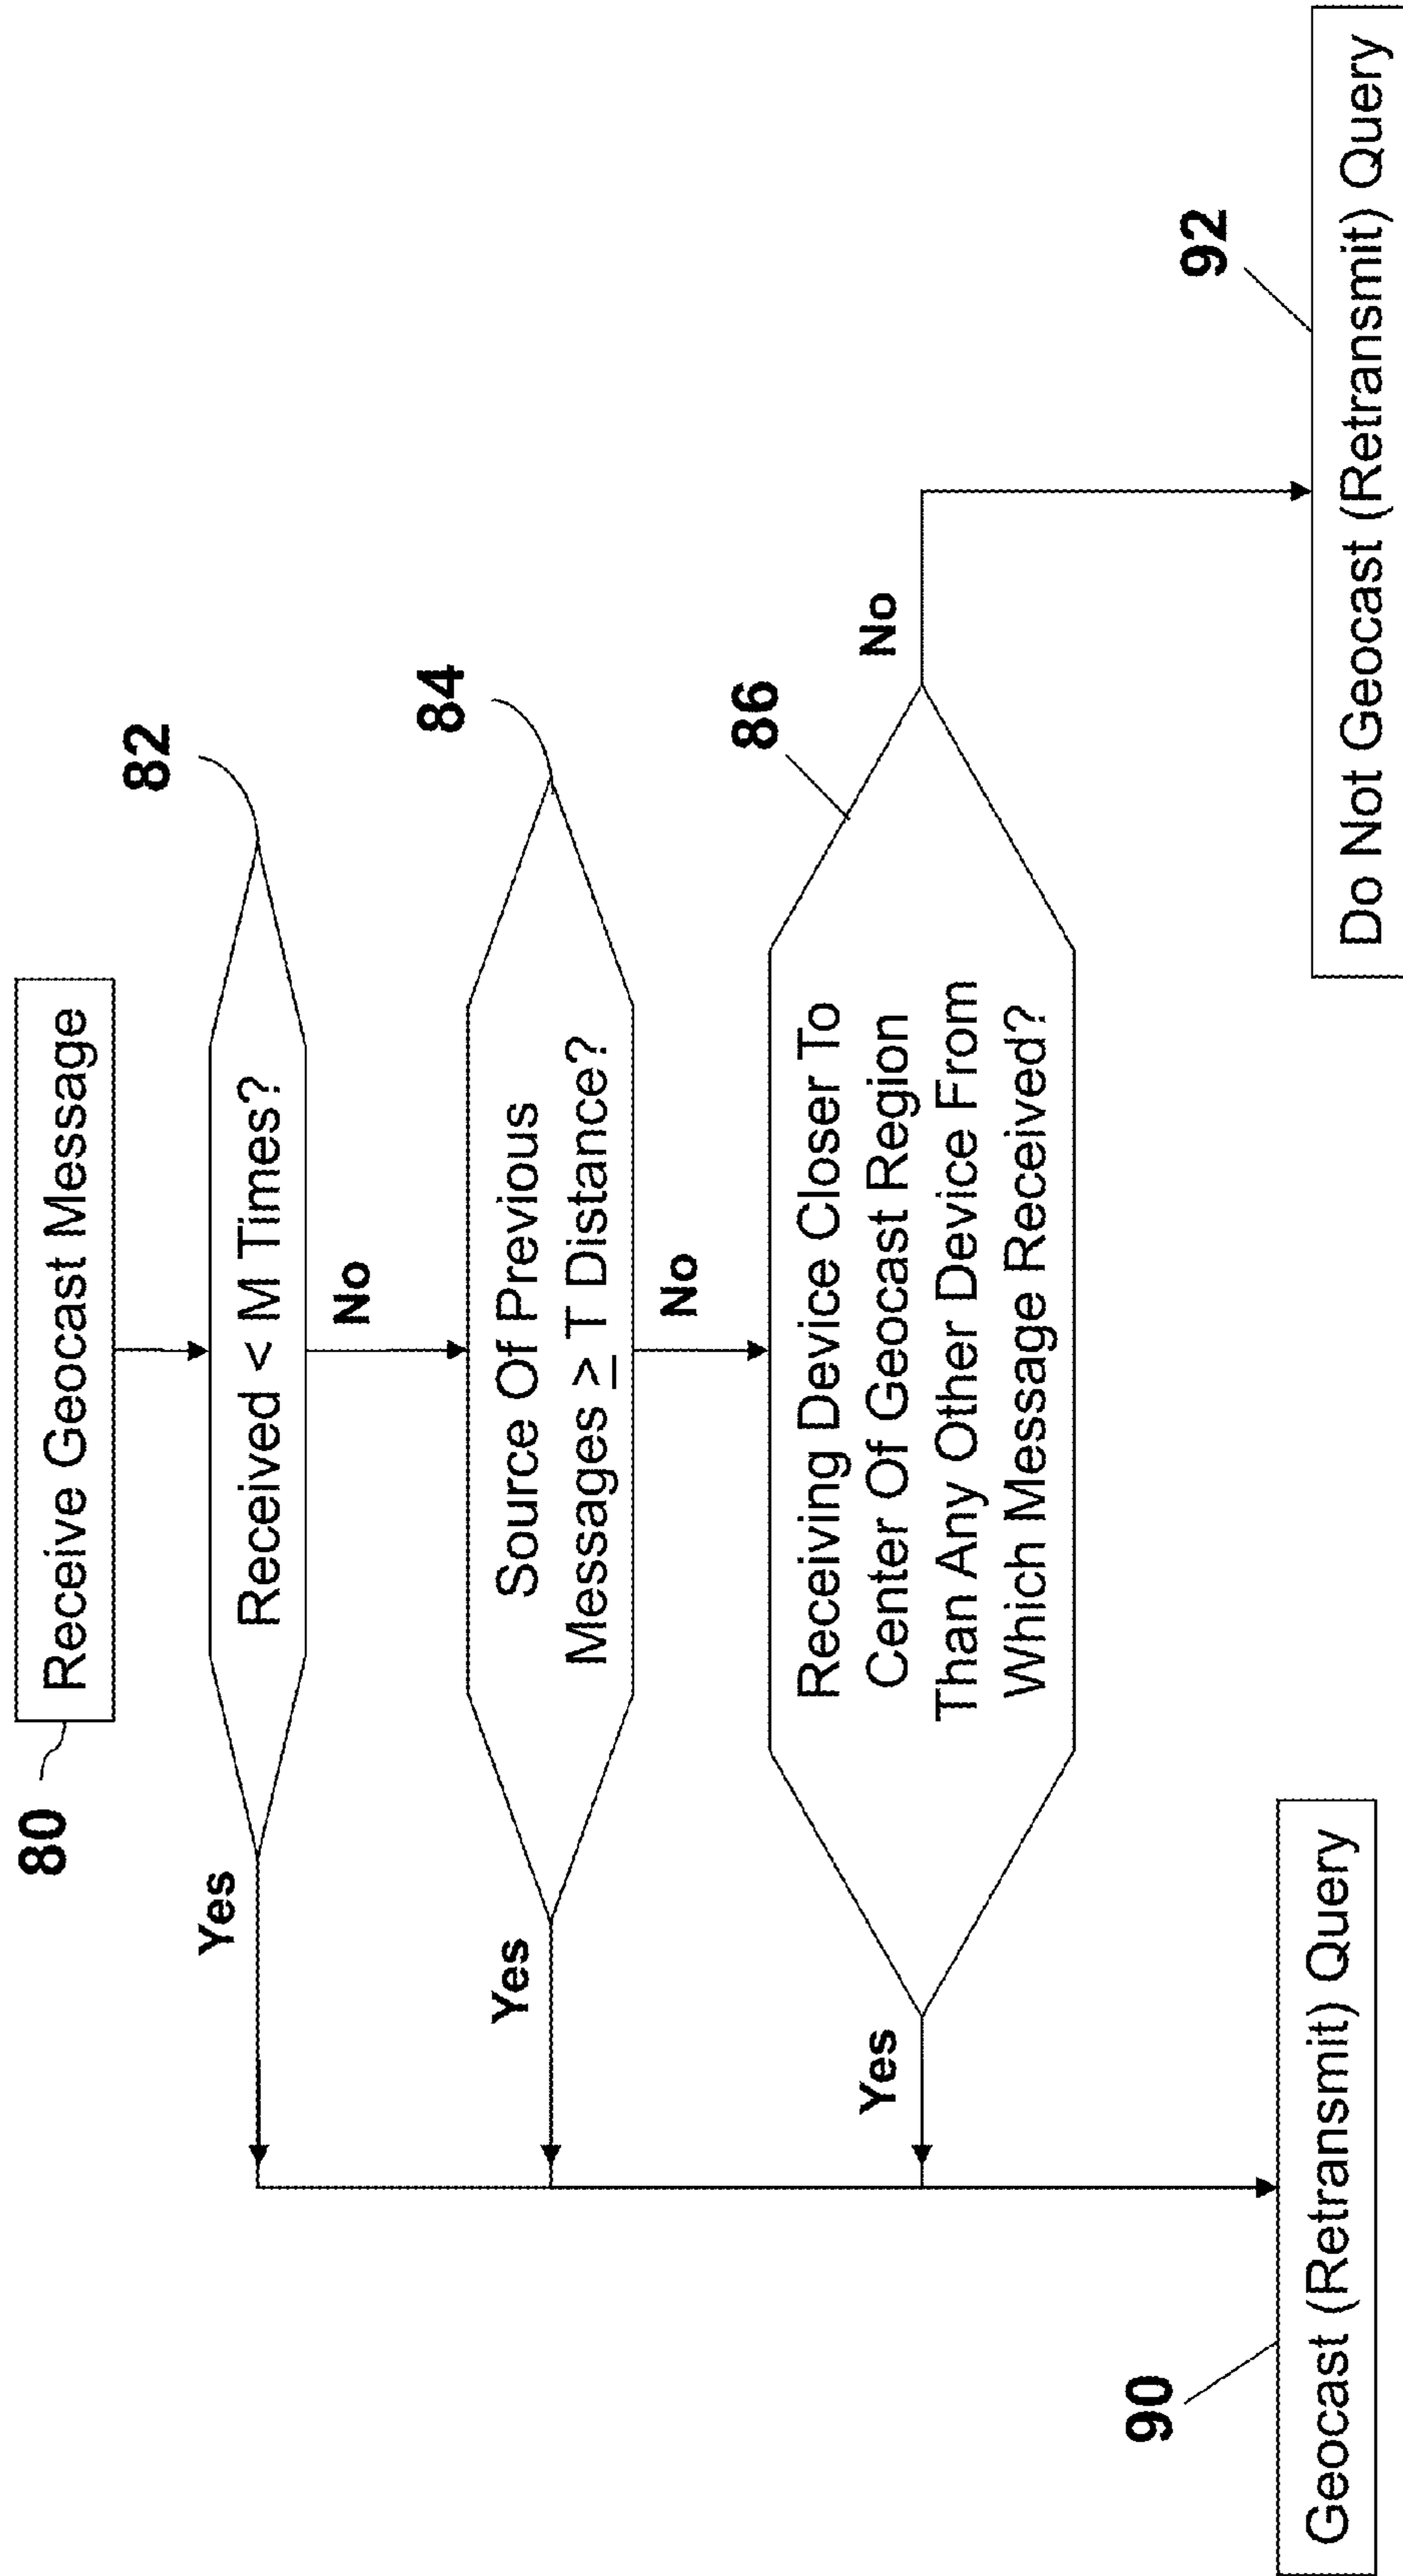 80
Receive Geocast Message
82
Received < M Times?
Yes
No
84
Source Of Previous
Messages ≥ T Distance?
Yes
No
86
Receiving Device Closer To
Center Of Geocast Region
Than Any Other Device From
Which Message Received?
Yes
No
90
Geocast (Retransmit) Query
92
Do Not Geocast (Retransmit) Query